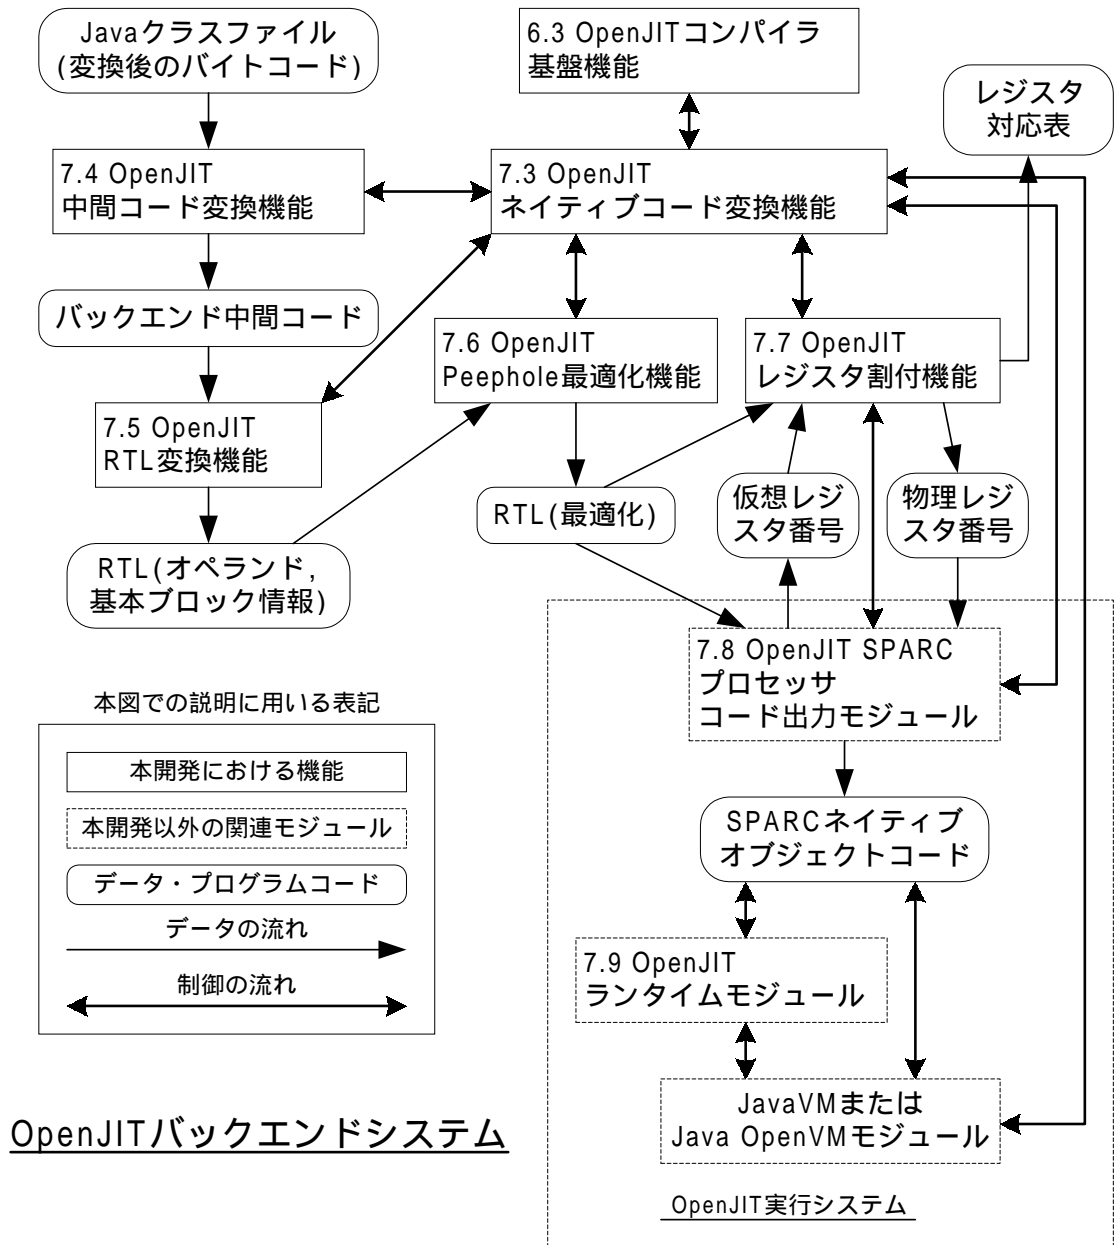 Javaクラスファイル
(変換後のバイトコード)
6.3 OpenJITコンパイラ
基盤機能
レジスタ
対応表
7.4 OpenJIT
中間コード変換機能
7.3 OpenJIT
ネイティブコード変換機能
バックエンド中間コード
7.6 OpenJIT
Peephole最適化機能
7.7 OpenJIT
レジスタ割付機能
7.5 OpenJIT
RTL変換機能
RTL(最適化)
仮想レジ
スタ番号
物理レジ
スタ番号
RTL(オペランド,
基本ブロック情報)
7.8 OpenJIT SPARC
プロセッサ
コード出力モジュール
本図での説明に用いる表記
本開発における機能
本開発以外の関連モジュール
データ・プログラムコード
データの流れ
制御の流れ
SPARCネイティブ
オブジェクトコード
7.9 OpenJIT
ランタイムモジュール
JavaVMまたは
Java OpenVMモジュール
OpenJITバックエンドシステム
OpenJIT実行システム